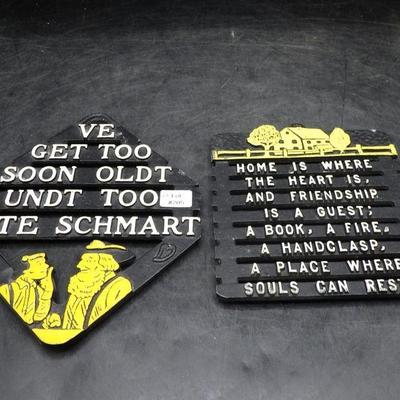 VE
GET TOO
SOON OLDT
UNDT TOO
TE SCHMART
HOME IS WHERE
THE HEART IS,
AND FRIENDSHIP
IS A GUEST;
A BOOK, A FIRE,
A HANDCLASP,
A PLACE WHERE
SOULS CAN REST